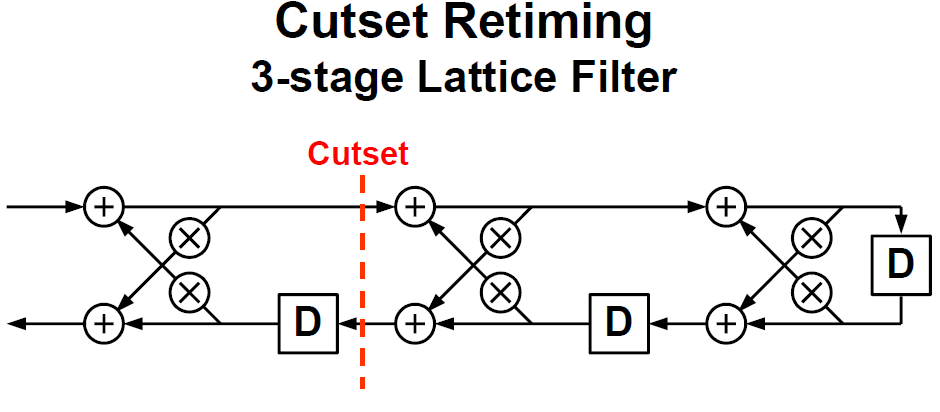 Cutset Retiming
3-stage Lattice Filter
Cutset
D
D
D